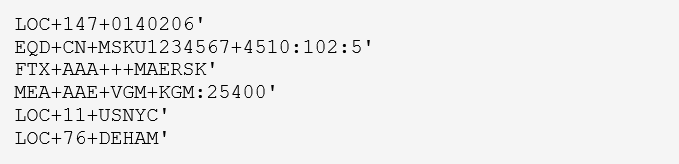 LOC+147+0140206'
EQD+CN+MSKU1234567+4510:102:5'
FTX+AAA+++MAERSK'
MEA+AAE+VGM+KGM:25400'
LOC+11+USNYC'
LOC+76+DEHAM'